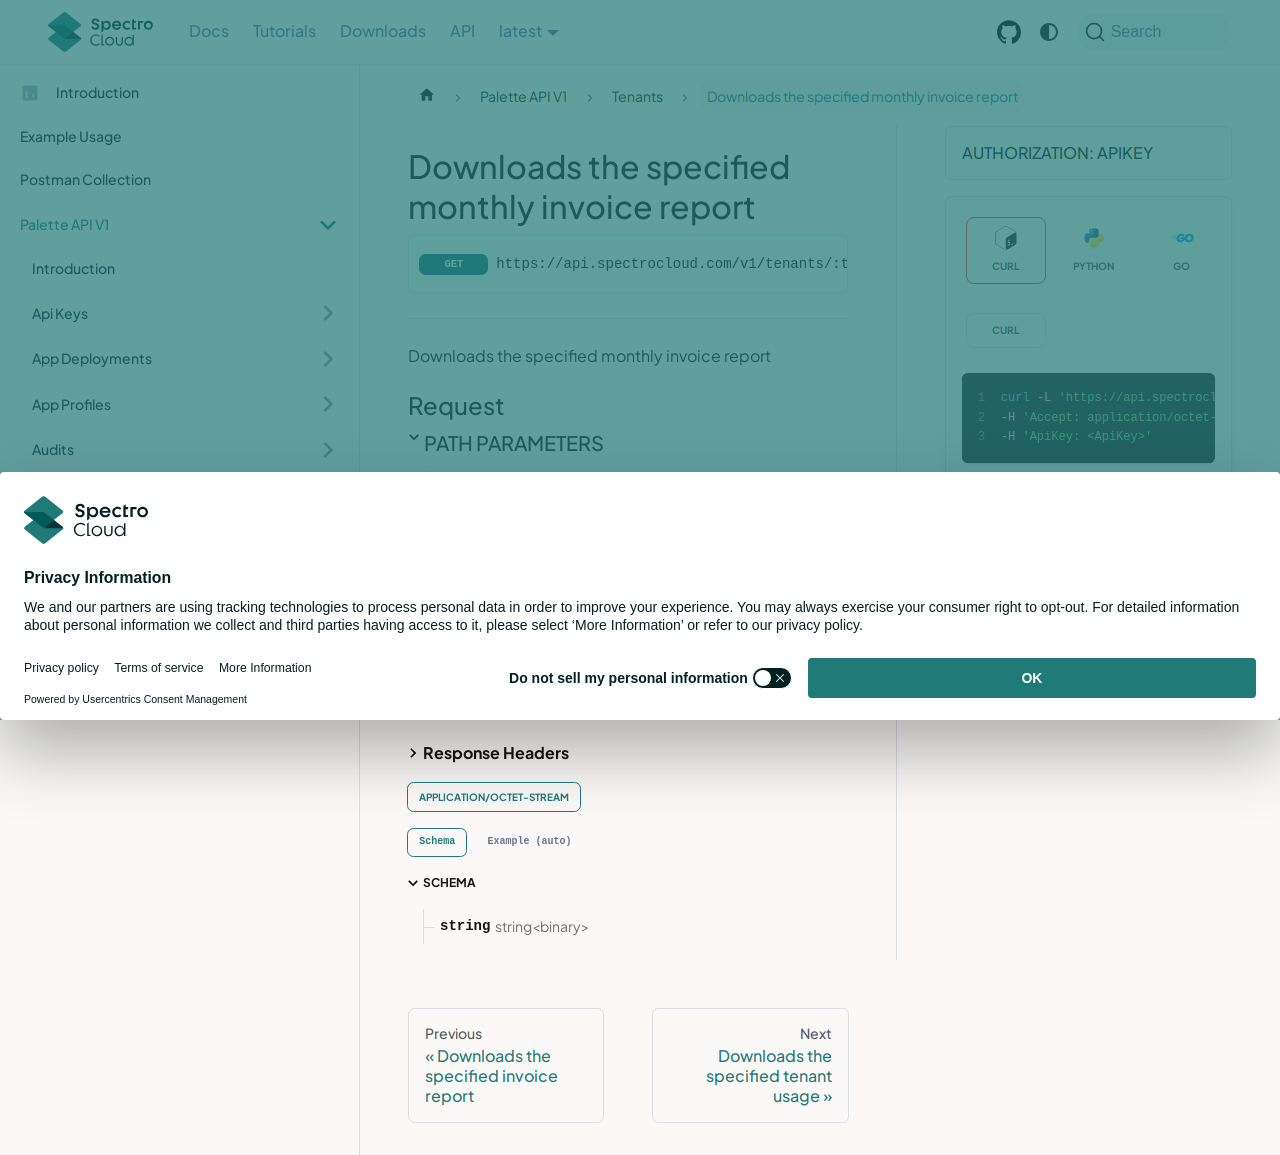 Spectro Cloud
Docs
Tutorials
Downloads
API
latest
Search
Introduction
Example Usage
Postman Collection
Palette API V1
Introduction
Api Keys
App Deployments
App Profiles
Audits
Palette API V1
Tenants
Downloads the specified monthly invoice report
Downloads the specified
monthly invoice report
GET https://api.spectrocloud.com/v1/tenants/:t
Downloads the specified monthly invoice report
Request
PATH PARAMETERS
AUTHORIZATION: APIKEY
CURL
PYTHON
GO
CURL
1 curl -L 'https://api.spectrocl
2 -H 'Accept: application/octet-
3 -H 'ApiKey: <ApiKey>'
Spectro
Cloud
Privacy Information
We and our partners are using tracking technologies to process personal data in order to improve your experience. You may always exercise your consumer right to opt-out. For detailed information
about personal information we collect and third parties having access to it, please select ‘More Information’ or refer to our privacy policy.
Privacy policy
Terms of service
More Information
Powered by Usercentrics Consent Management
Do not sell my personal information
OK
Response Headers
APPLICATION/OCTET-STREAM
Schema
Example (auto)
SCHEMA
string string<binary>
Previous
« Downloads the
specified invoice
report
Next
Downloads the
specified tenant
usage »